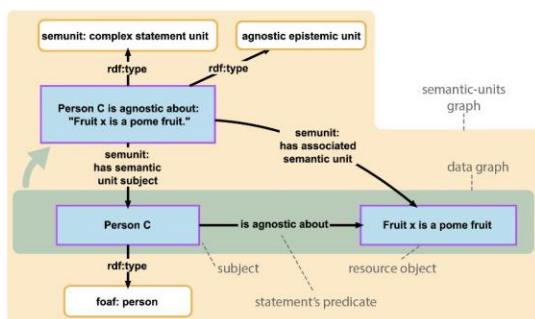 semunit: complex statement unit
agnostic epistemic unit
rdf:type
rdf:type
Person C is agnostic about:
"Fruit x is a pome fruit."
semantic-units
graph
semunit:
has associated
semantic unit
semunit:
has semantic
unit subject
data graph
Person C
is agnostic about
Fruit x is a pome fruit
rdf:type
subject
resource object
statement's predicate
foaf: person